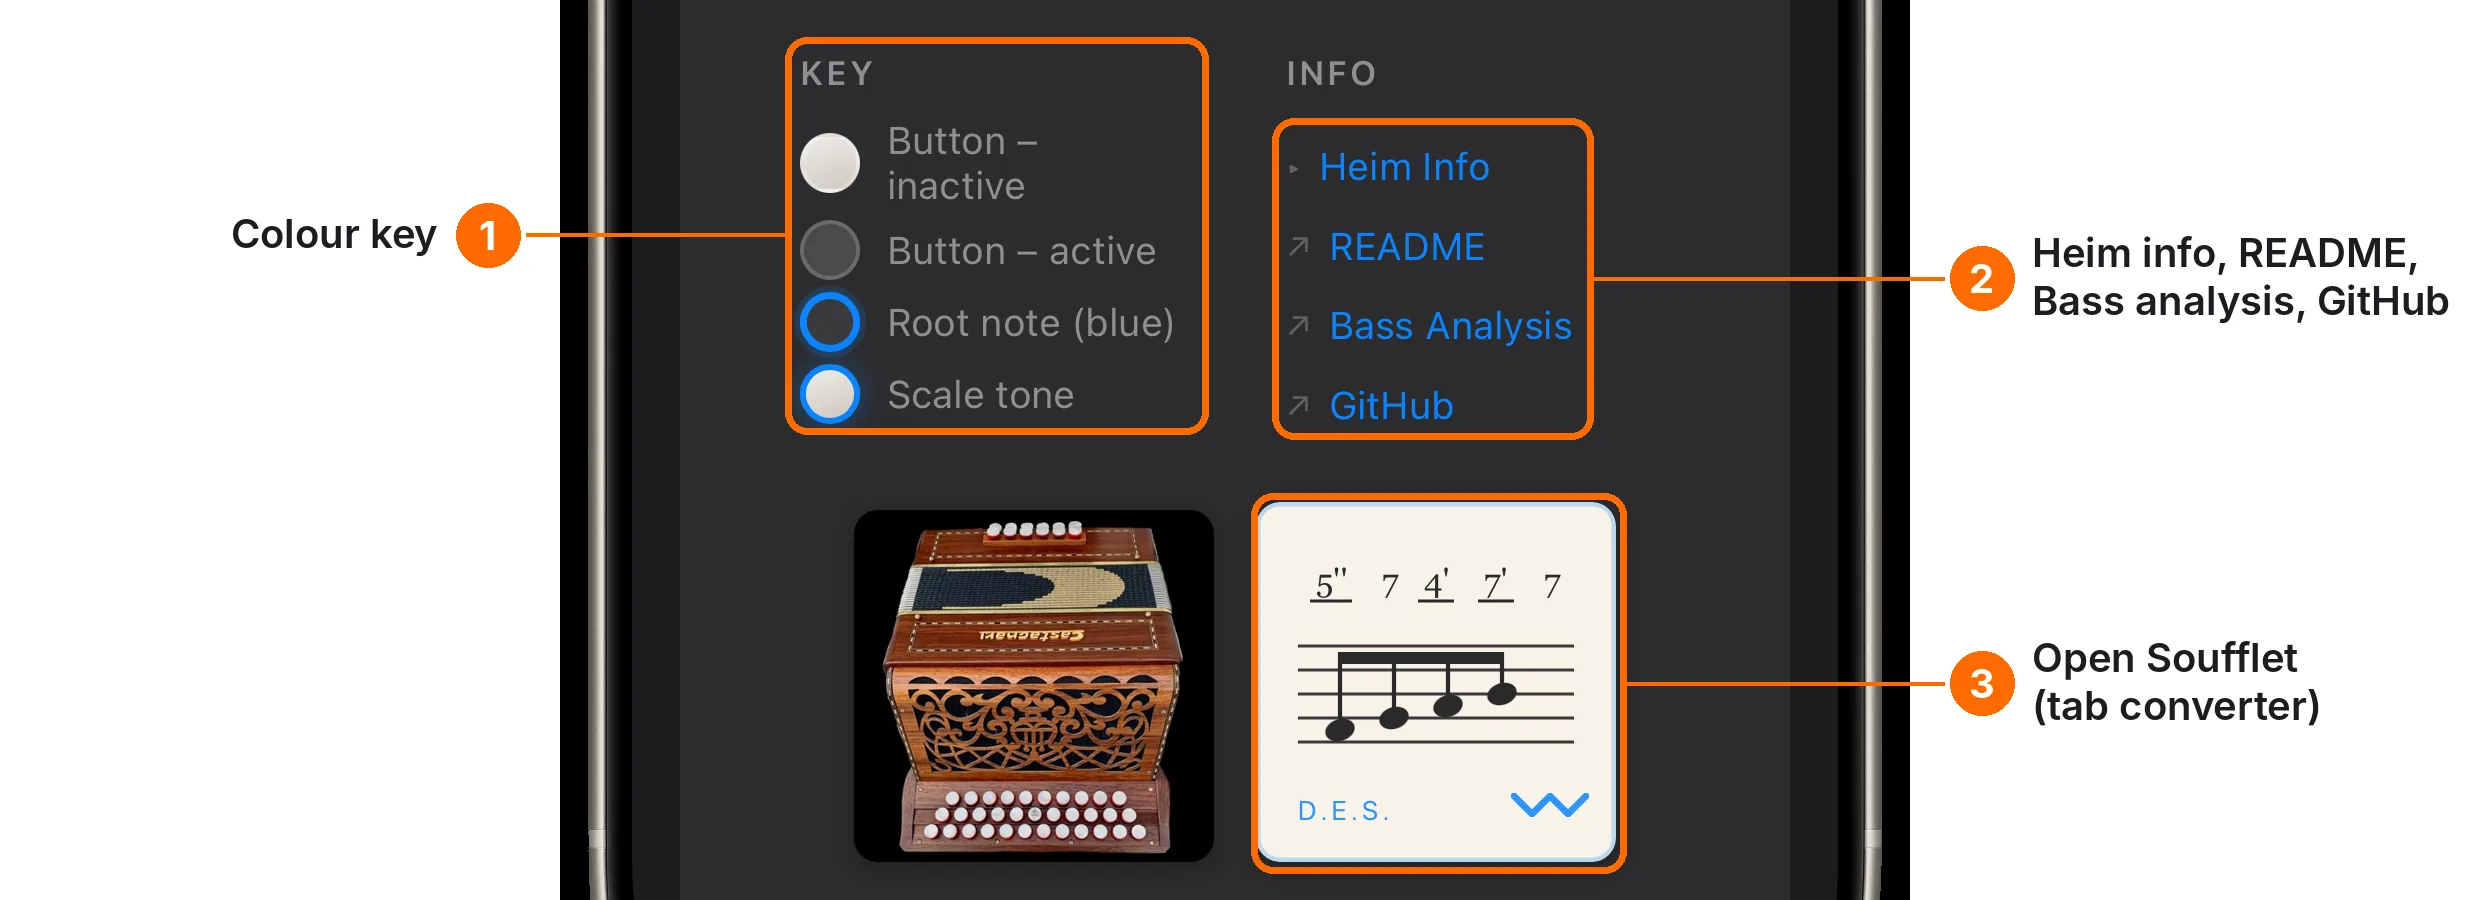 KEY
Button –
inactive
Button – active
Root note (blue)
Scale tone
INFO
Heim Info
README
Bass Analysis
GitHub
Colour key
1
2
Heim info, README,
Bass analysis, GitHub
Castagnari
5" 7 4' 7' 7
D.E.S.
3
Open Soufflet
(tab converter)